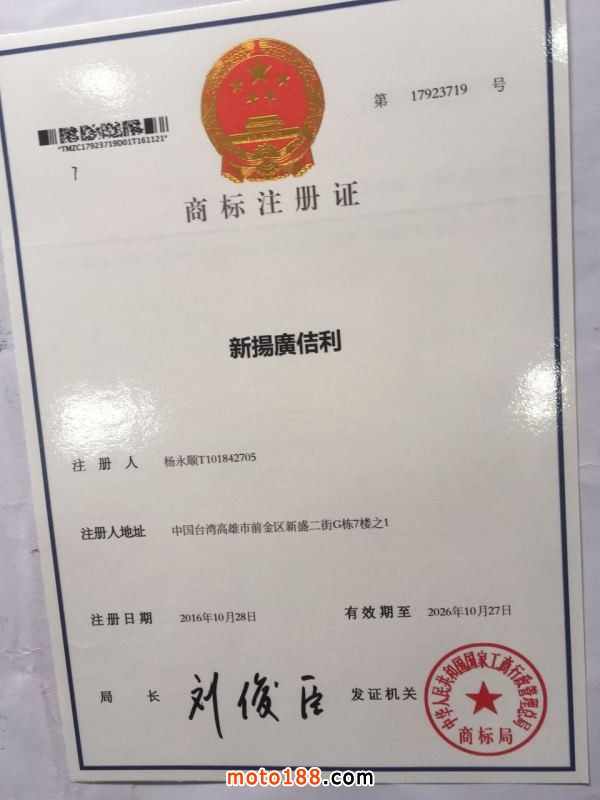 第 17923719 号
*TMZC17923719D01T161121*
7
商标注册证
新揚廣佶利
注册人 杨永顺T101842705
注册人地址 中国台湾高雄市前金区新盛二街G栋7楼之1
注册日期 2016年10月28日 有效期至 2026年10月27日
局长 刘俊臣 发证机关
中华人民共和国国家工商行政管理总局
商标局
moto188.com